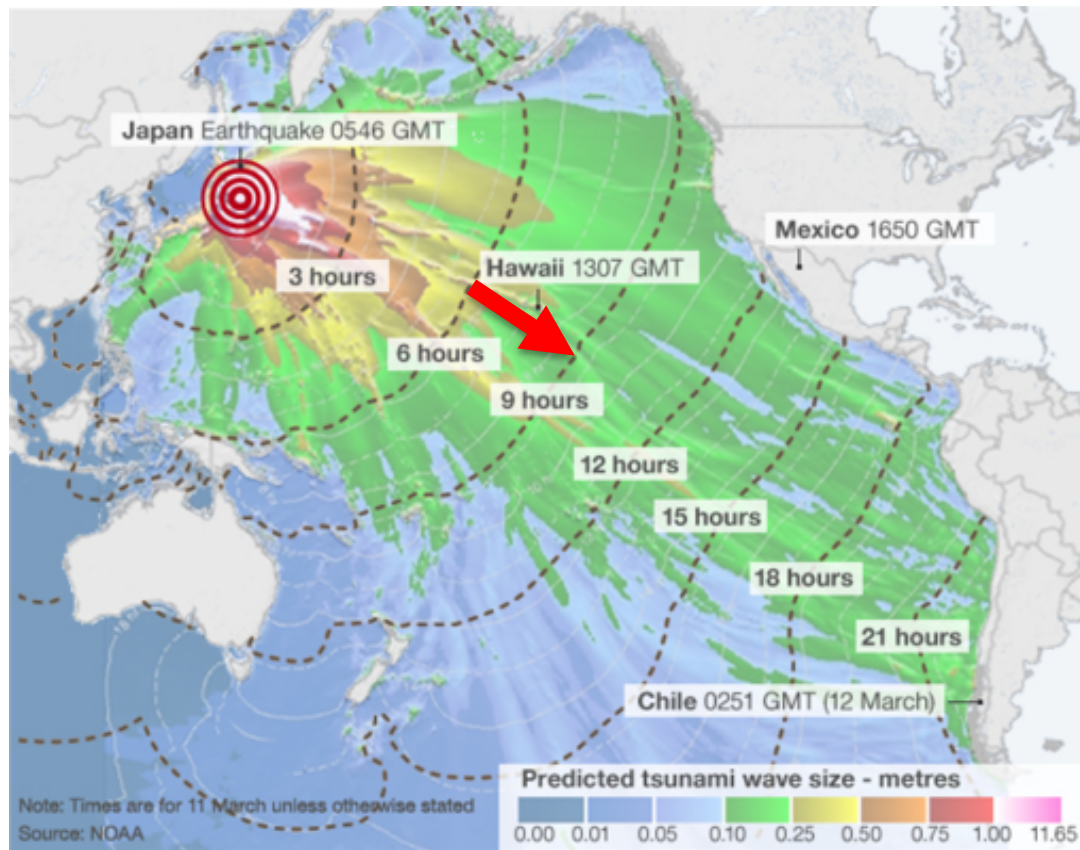 Japan Earthquake 0546 GMT
Mexico 1650 GMT
Hawaii 1307 GMT
3 hours
6 hours
9 hours
12 hours
15 hours
18 hours
21 hours
Chile 0251 GMT (12 March)
Predicted tsunami wave size - metres
0.00 0.01 0.05 0.10 0.25 0.50 0.75 1.00 11.65
Note: Times are for 11 March unless otherwise stated
Source: NOAA